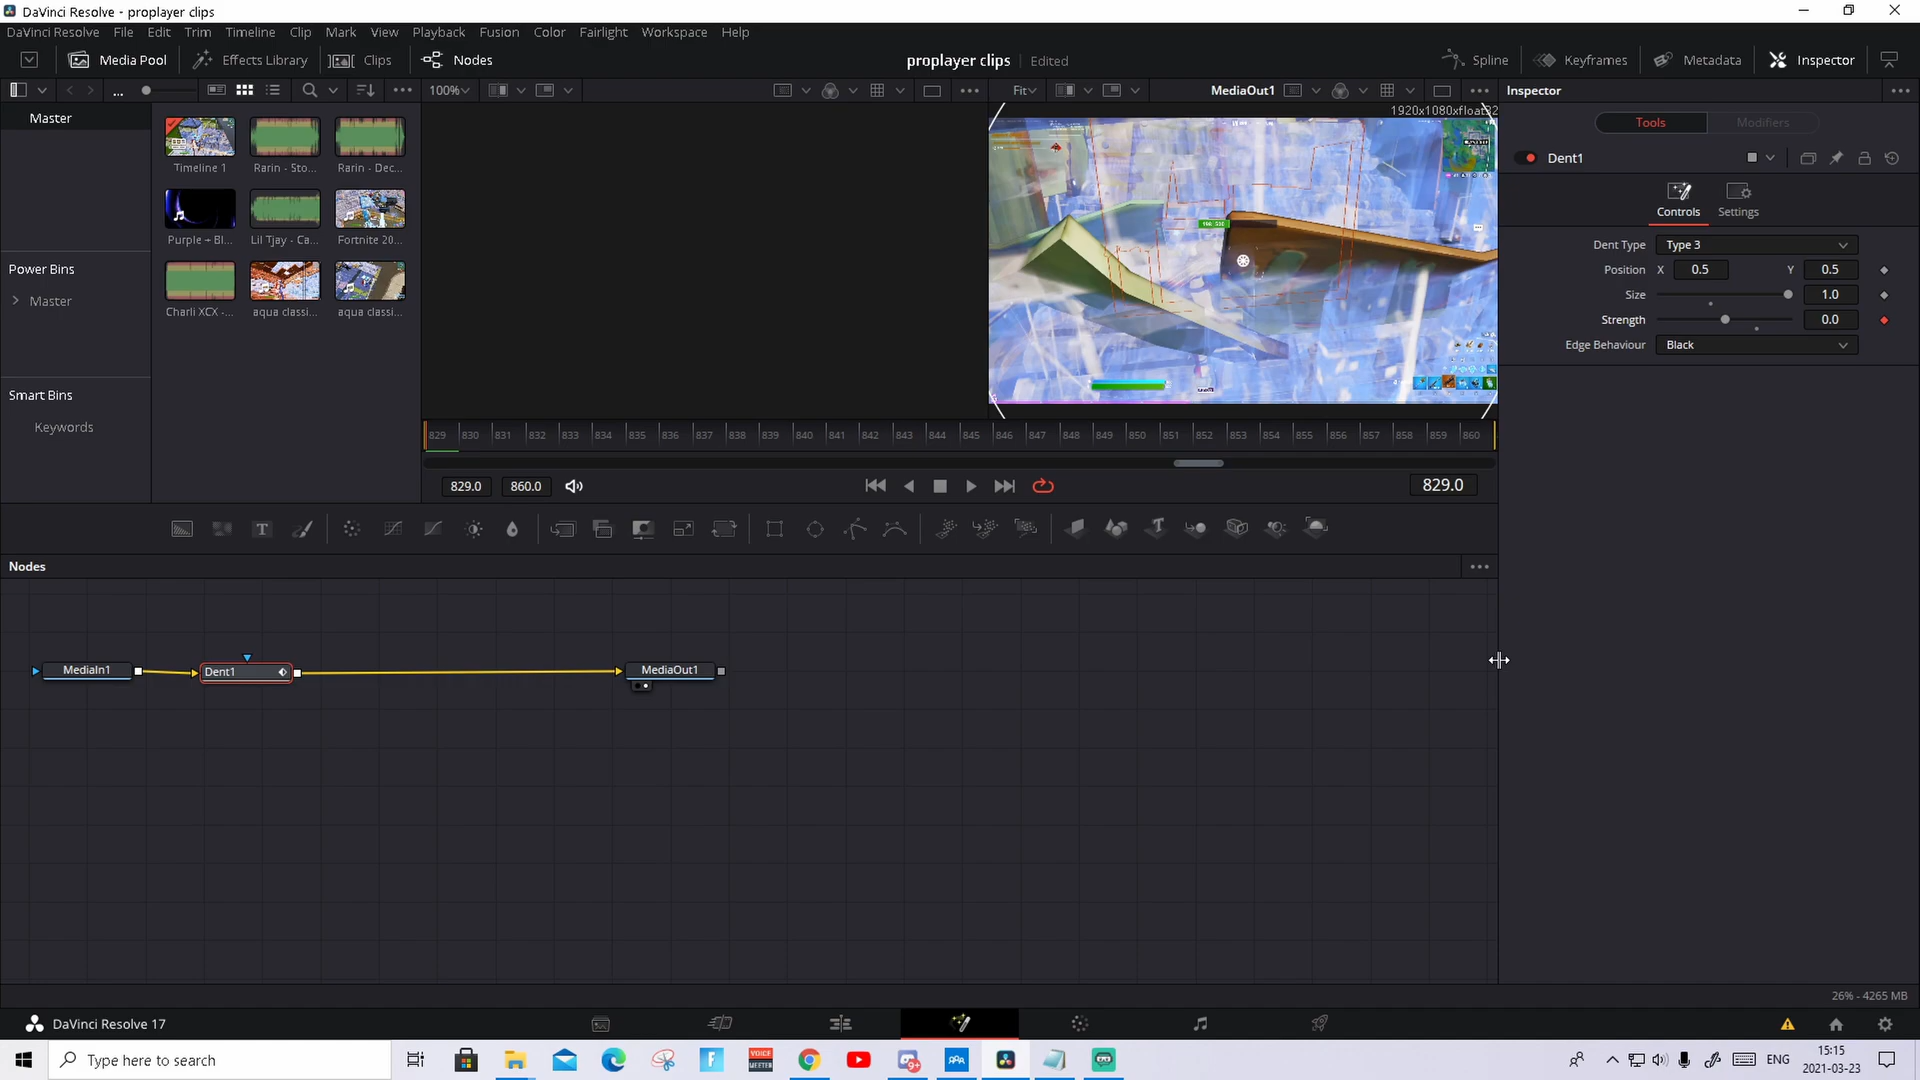 DaVinci Resolve - proplayer clips
DaVinci Resolve File Edit Trim Timeline Clip Mark View Playback Fusion Color Fairlight Workspace Help
Media Pool Effects Library Clips Nodes proplayer clips Edited Spline Keyframes Metadata Inspector
... 100% Fit MediaOut1 Inspector
1920x1080xfloat32
Master
Tools Modifiers
Dent1
Timeline 1 Rarin - Sto... Rarin - Dec...
Controls Settings
Purple + Bl... Lil Tjay - Ca... Fortnite 20...
Dent Type Type 3
Power Bins
Position X 0.5 Y 0.5
Master
Size 1.0
Charli XCX -... aqua classi... aqua classi...
Strength 0.0
Edge Behaviour Black
Smart Bins
Keywords
829 830 831 832 833 834 835 836 837 838 839 840 841 842 843 844 845 846 847 848 849 850 851 852 853 854 855 856 857 858 859 860
829.0 860.0 829.0
T
Nodes
MediaIn1 Dent1 MediaOut1
26% - 4265 MB
DaVinci Resolve 17
Type here to search
F
VOICE
MEETER
9+
ENG
15:15
2021-03-23